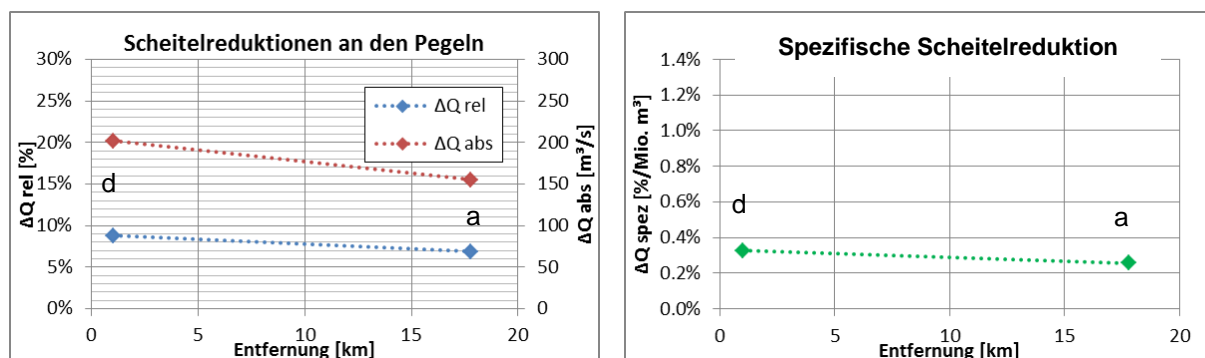 Scheitelreduktionen an den Pegeln
30%
25%
20%
15%
10%
5%
0%
ΔQ rel [%]
300
250
200
150
100
50
0
ΔQ abs [m³/s]
ΔQ rel
ΔQ abs
d
a
0
5
10
15
20
Entfernung [km]
Spezifische Scheitelreduktion
1.4%
1.2%
1.0%
0.8%
0.6%
0.4%
0.2%
0.0%
ΔQ spez [%/Mio. m³]
d
a
0
5
10
15
20
Entfernung [km]